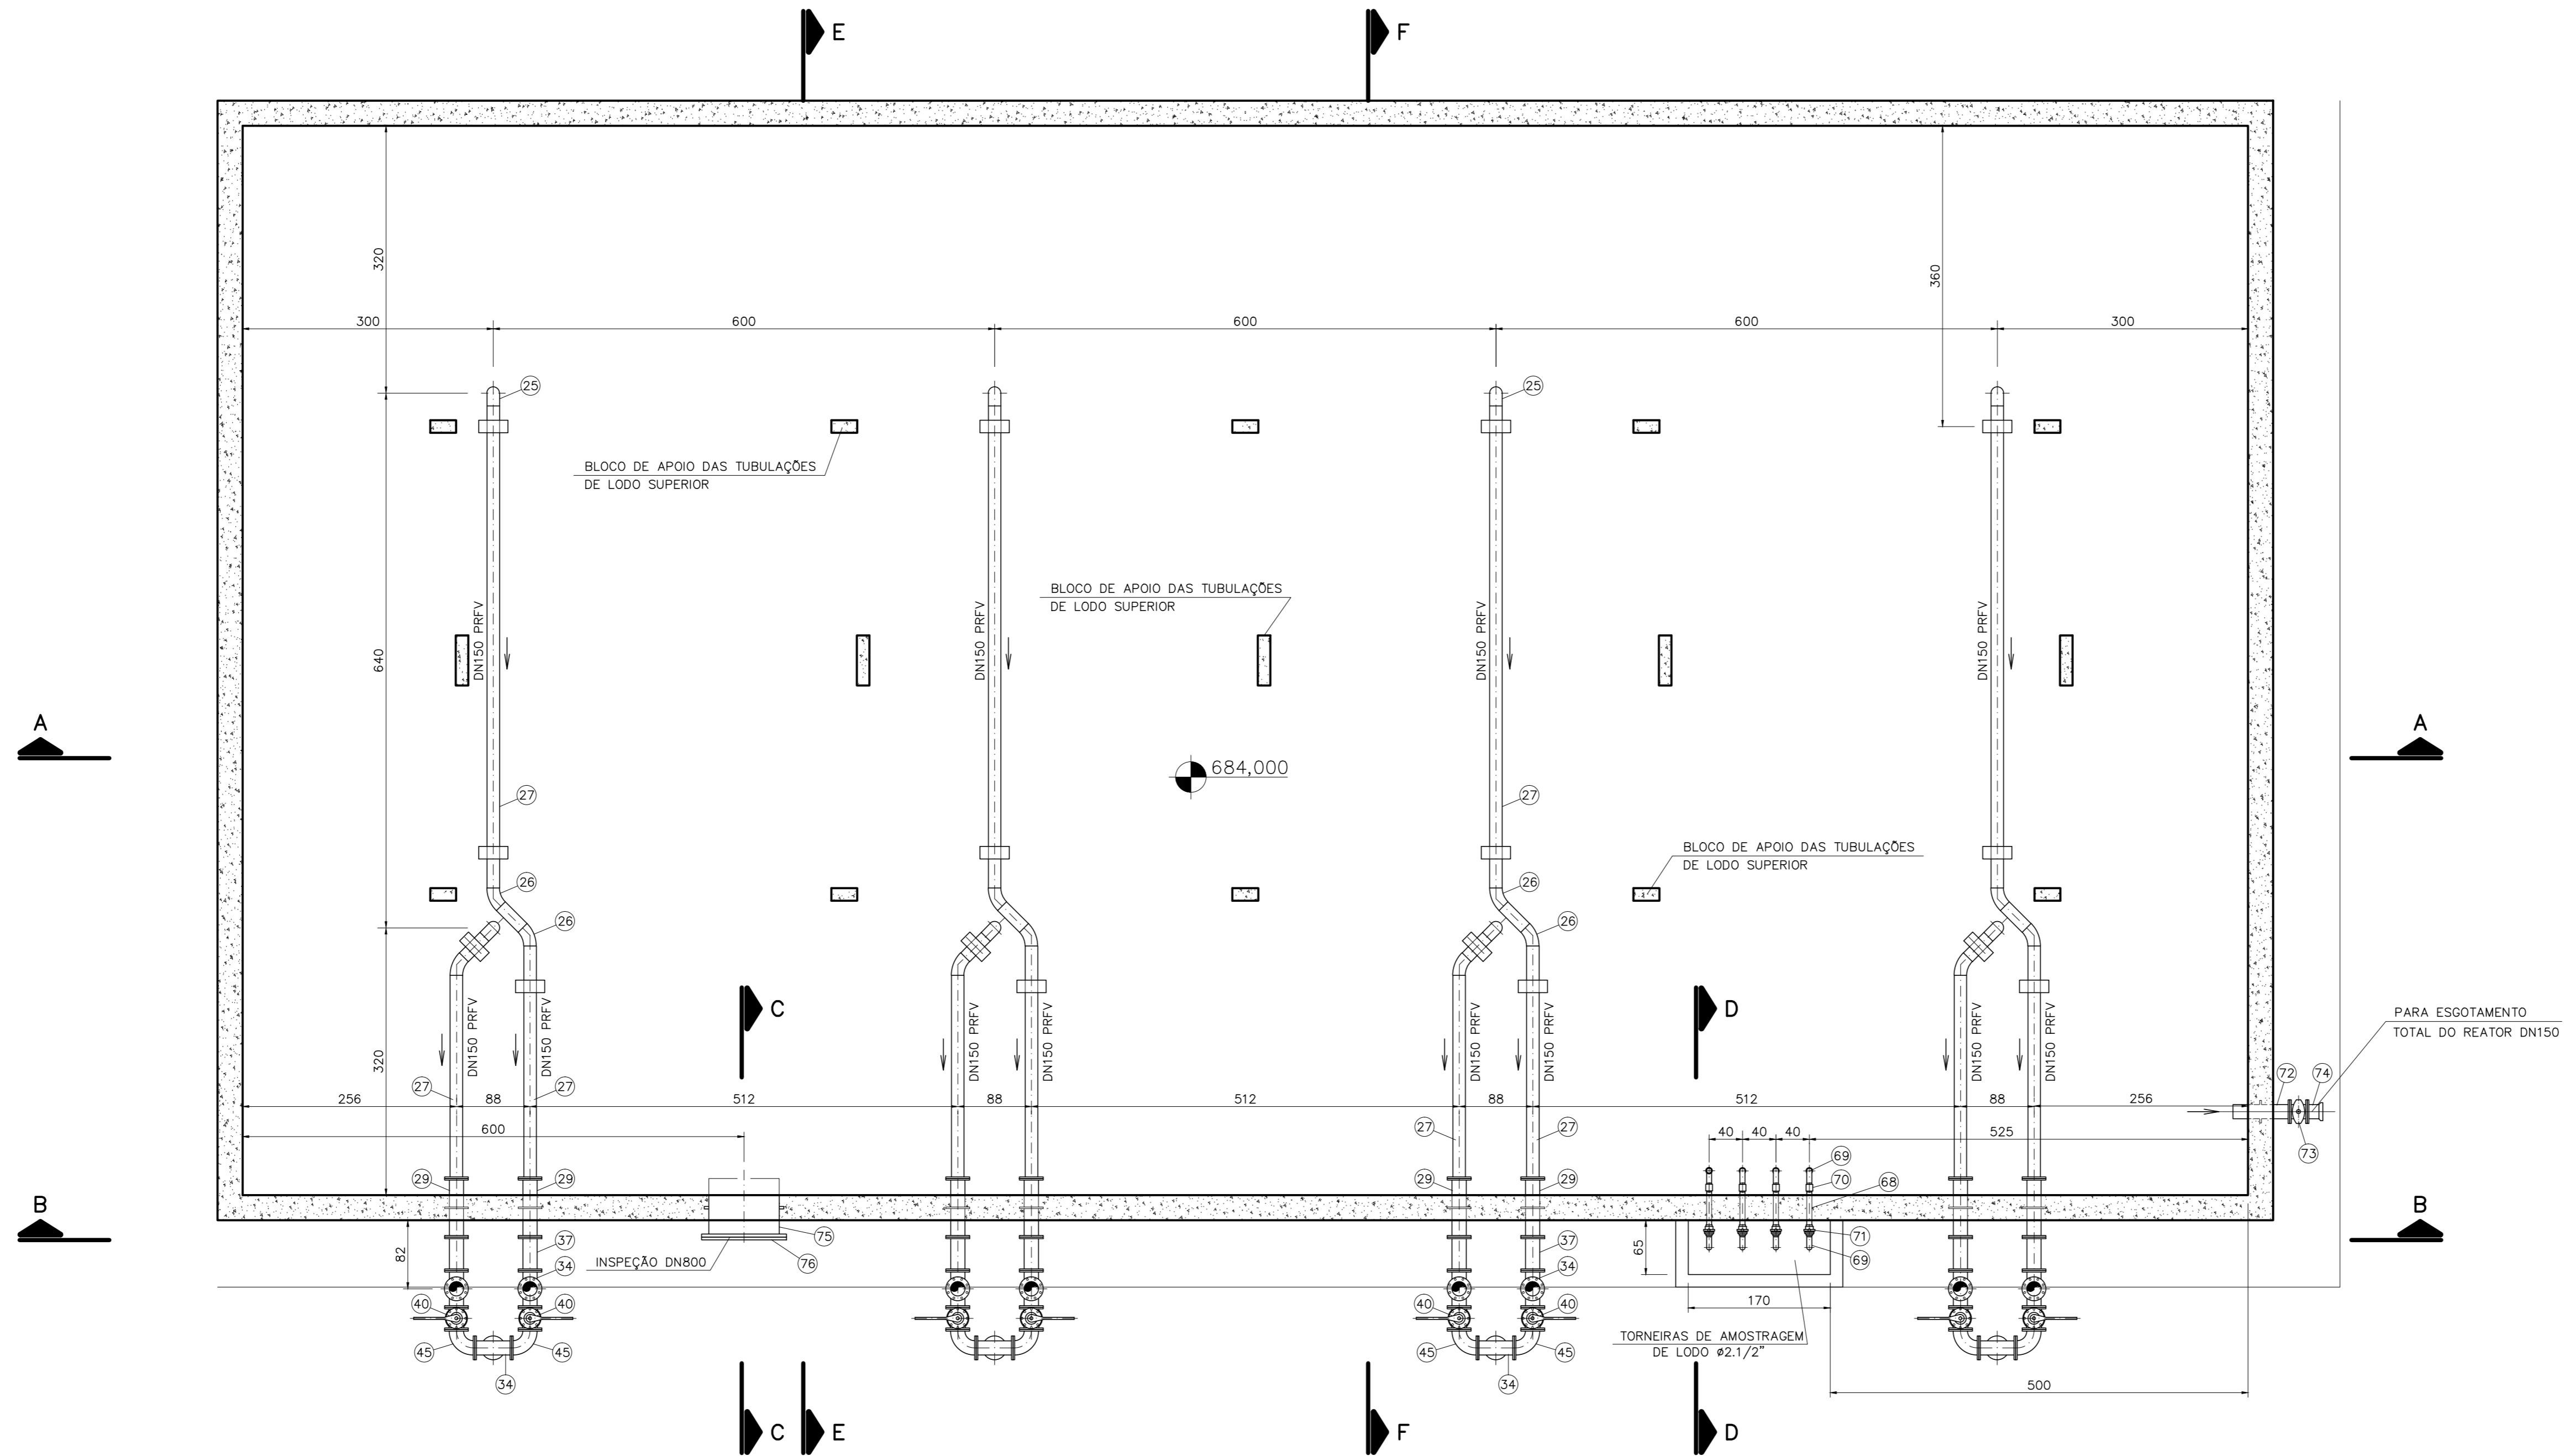 E
F
320
360
300
600
600
600
300
25
25
BLOCO DE APOIO DAS TUBULAÇÕES
DE LODO SUPERIOR
BLOCO DE APOIO DAS TUBULAÇÕES
DE LODO SUPERIOR
640
DN150 PRFV
DN150 PRFV
DN150 PRFV
DN150 PRFV
A
A
684,000
27
27
BLOCO DE APOIO DAS TUBULAÇÕES
DE LODO SUPERIOR
26
26
26
26
C
D
PARA ESGOTAMENTO
TOTAL DO REATOR DN150
320
DN150 PRFV
DN150 PRFV
DN150 PRFV
DN150 PRFV
DN150 PRFV
DN150 PRFV
DN150 PRFV
DN150 PRFV
72
74
27
27
256
88
512
88
512
88
512
88
256
73
27
27
600
40
40
40
525
69
29
29
29
29
70
68
B
B
82
75
76
INSPEÇÃO DN800
37
37
65
71
69
34
34
40
40
40
40
170
45
45
45
45
TORNEIRAS DE AMOSTRAGEM
DE LODO ø2.1/2"
34
34
500
C
E
F
D